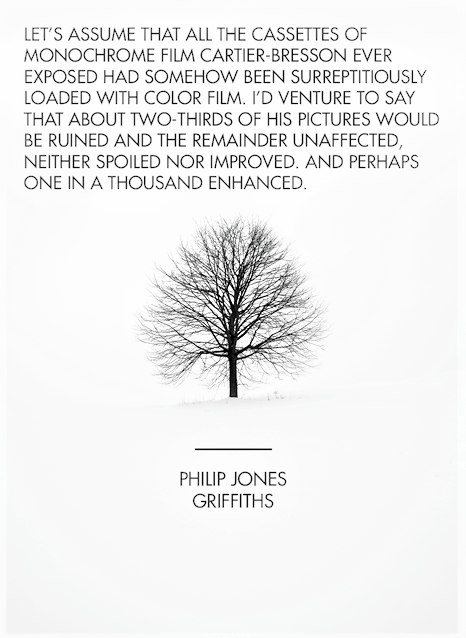 LET'S ASSUME THAT ALL THE CASSETTES OF
MONOCHROME FILM CARTIER-BRESSON EVER
EXPOSED HAD SOMEHOW BEEN SURREPTITIOUSLY
LOADED WITH COLOR FILM. I'D VENTURE TO SAY
THAT ABOUT TWO-THIRDS OF HIS PICTURES WOULD
BE RUINED AND THE REMAINDER UNAFFECTED,
NEITHER SPOILED NOR IMPROVED. AND PERHAPS
ONE IN A THOUSAND ENHANCED.
PHILIP JONES
GRIFFITHS